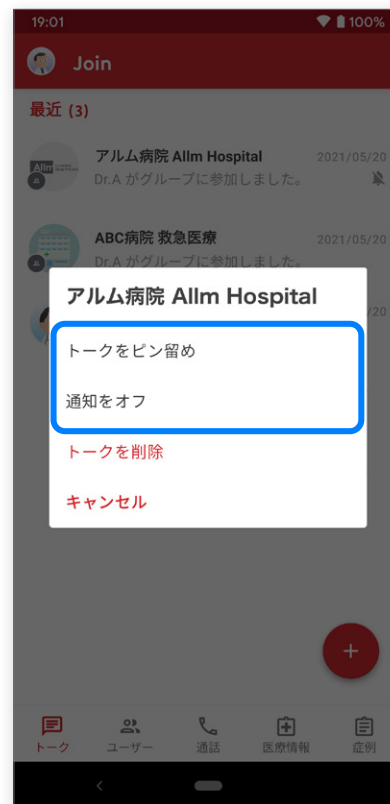 19:01
100%
Join
最近 (3)
アルム病院 Allm Hospital
2021/05/20
Allm
Dr.A がグループに参加しました。
ABC病院 救急医療
2021/05/20
Dr.A がグループに参加しました。
/20
アルム病院 Allm Hospital
トークをピン留め
通知をオフ
トークを削除
キャンセル
トーク
ユーザー
通話
医療情報
症例